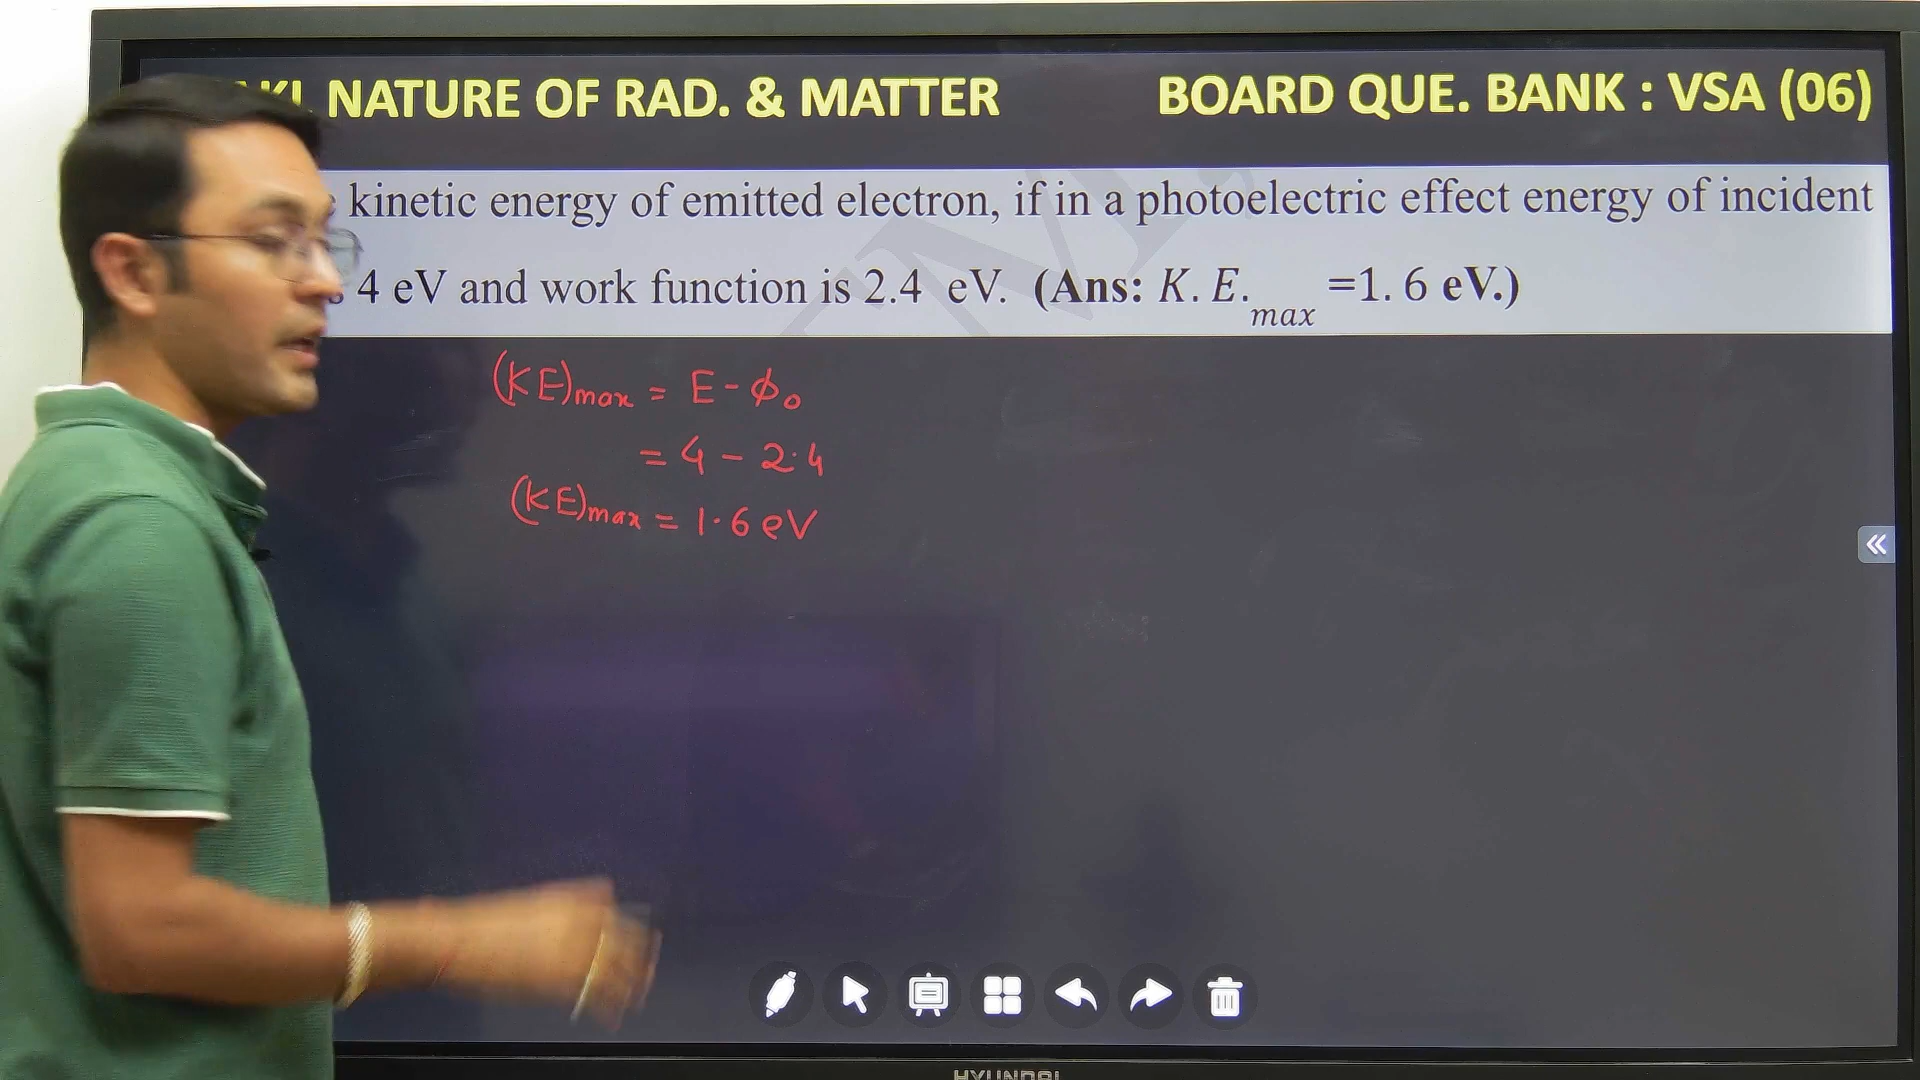 NATURE OF RAD. & MATTER BOARD QUE. BANK : VSA (06)
kinetic energy of emitted electron, if in a photoelectric effect energy of incident
4 eV and work function is 2.4 eV. (Ans: K. E. max =1. 6 eV.)
(KE)max = E - ϕ₀
= 4 - 2.4
(KE)max = 1.6 eV
HYUNDAI